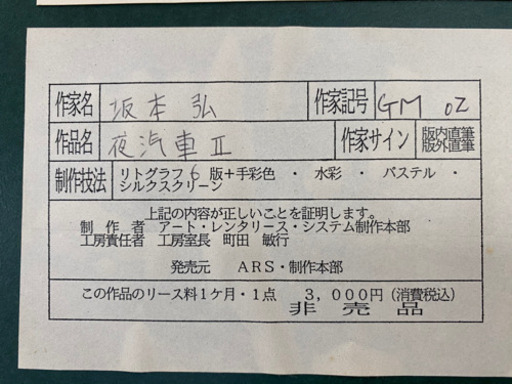 作家名 坂本 弘 作家記号 GM 02
作品名 夜汽車Ⅱ 作家サイン 版内直筆
版外直筆
制作技法 リトグラフ6版+手彩色 ・ 水彩 ・ パステル ・
シルクスクリーン
上記の内容が正しいことを証明します。
制作者 アート・レンタリース・システム制作本部
工房責任者 工房室長 町田 敏行
発売元 ARS・制作本部
この作品のリース料1ケ月・1点 3,000円(消費税込)
非売品